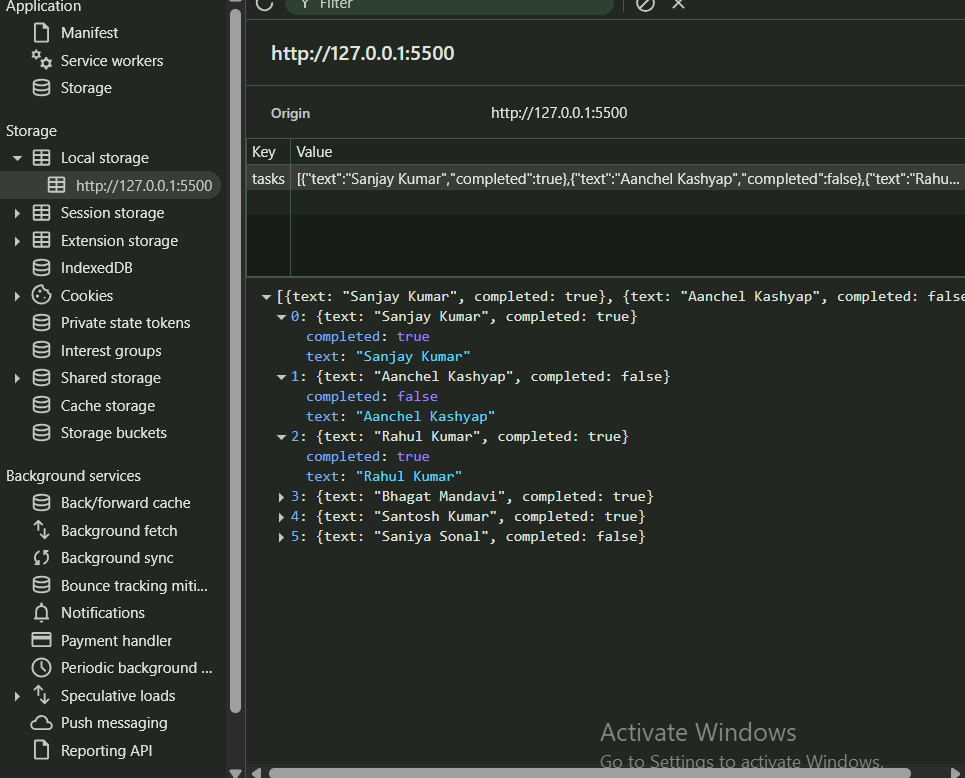 Application
Manifest
Service workers
Storage
Storage
Local storage
http://127.0.0.1:5500
Session storage
Extension storage
IndexedDB
Cookies
Private state tokens
Interest groups
Shared storage
Cache storage
Storage buckets
Background services
Back/forward cache
Background fetch
Background sync
Bounce tracking miti...
Notifications
Payment handler
Periodic background ...
Speculative loads
Push messaging
Reporting API
Filter
http://127.0.0.1:5500
Origin http://127.0.0.1:5500
Key Value
tasks [{"text":"Sanjay Kumar","completed":true},{"text":"Aanchel Kashyap","completed":false},{"text":"Rahu...
[{text: "Sanjay Kumar", completed: true}, {text: "Aanchel Kashyap", completed: false
0: {text: "Sanjay Kumar", completed: true}
completed: true
text: "Sanjay Kumar"
1: {text: "Aanchel Kashyap", completed: false}
completed: false
text: "Aanchel Kashyap"
2: {text: "Rahul Kumar", completed: true}
completed: true
text: "Rahul Kumar"
3: {text: "Bhagat Mandavi", completed: true}
4: {text: "Santosh Kumar", completed: true}
5: {text: "Saniya Sonal", completed: false}
Activate Windows
Go to Settings to activate Windows.